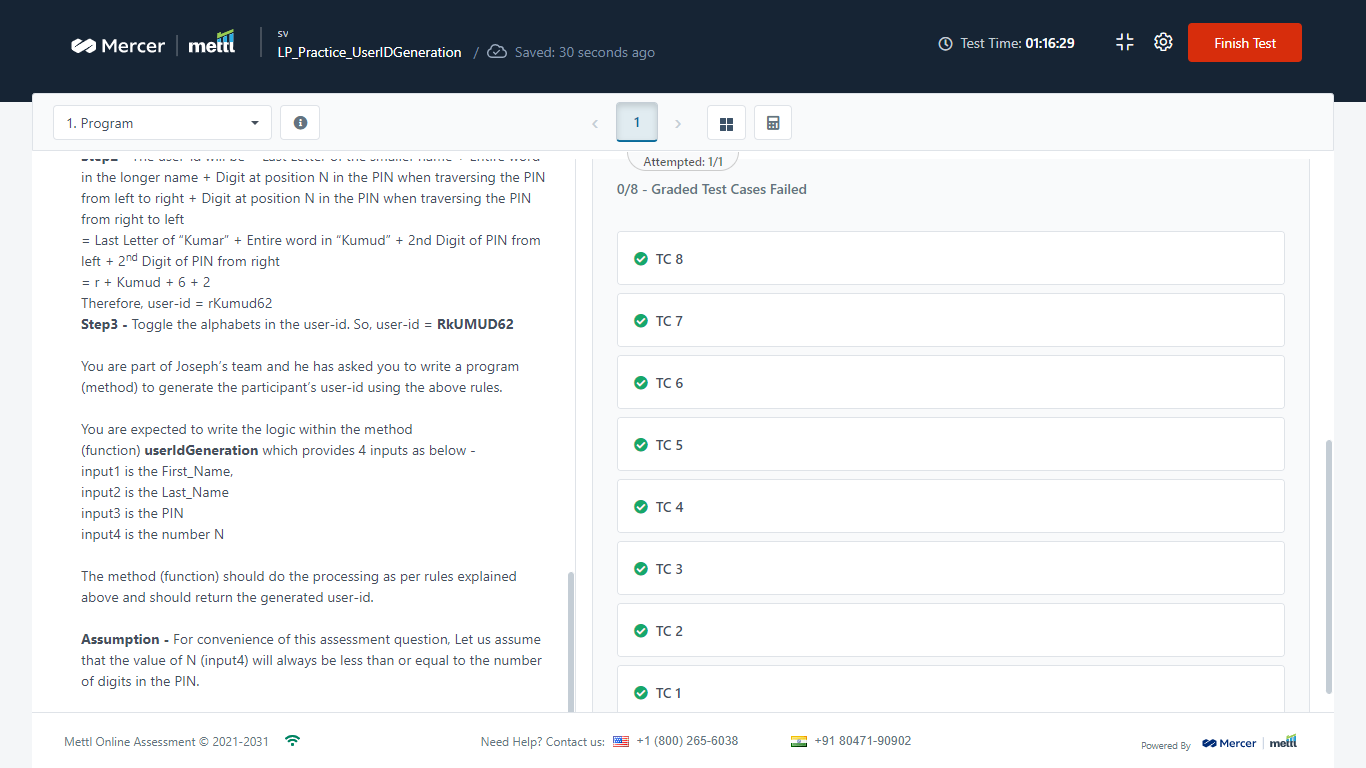 Mercer
mettl
sv
LP_Practice_UserIDGeneration / Saved: 30 seconds ago
Test Time: 01:16:29
Finish Test
1. Program
1
in the longer name + Digit at position N in the PIN when traversing the PIN
from left to right + Digit at position N in the PIN when traversing the PIN
from right to left
= Last Letter of “Kumar” + Entire word in “Kumud” + 2nd Digit of PIN from
left + 2nd Digit of PIN from right
= r + Kumud + 6 + 2
Therefore, user-id = rKumud62
Step3 - Toggle the alphabets in the user-id. So, user-id = RkUMUD62
You are part of Joseph’s team and he has asked you to write a program
(method) to generate the participant’s user-id using the above rules.
You are expected to write the logic within the method
(function) userIdGeneration which provides 4 inputs as below -
input1 is the First_Name,
input2 is the Last_Name
input3 is the PIN
input4 is the number N
The method (function) should do the processing as per rules explained
above and should return the generated user-id.
Assumption - For convenience of this assessment question, Let us assume
that the value of N (input4) will always be less than or equal to the number
of digits in the PIN.
Attempted: 1/1
0/8 - Graded Test Cases Failed
TC 8
TC 7
TC 6
TC 5
TC 4
TC 3
TC 2
TC 1
Mettl Online Assessment © 2021-2031
Need Help? Contact us: +1 (800) 265-6038
+91 80471-90902
Powered By Mercer mettl